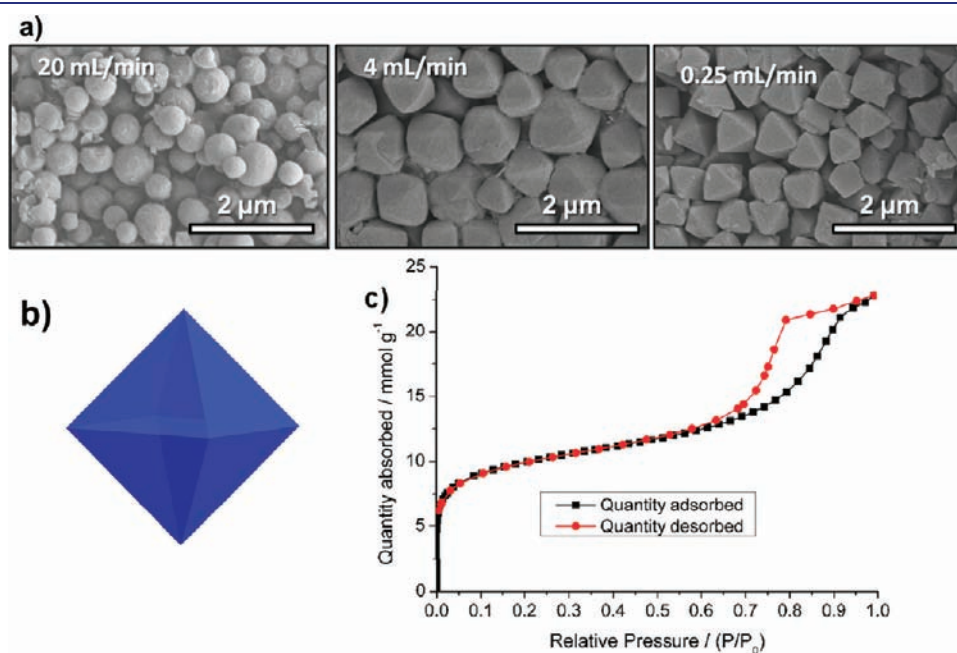 a)
20 mL/min
4 mL/min
0.25 mL/min
2 µm
2 µm
2 µm
b)
c)
25
20
15
10
5
0
Quantity absorbed / mmol g⁻¹
Quantity adsorbed
Quantity desorbed
0.0 0.1 0.2 0.3 0.4 0.5 0.6 0.7 0.8 0.9 1.0
Relative Pressure / (P/P₀)